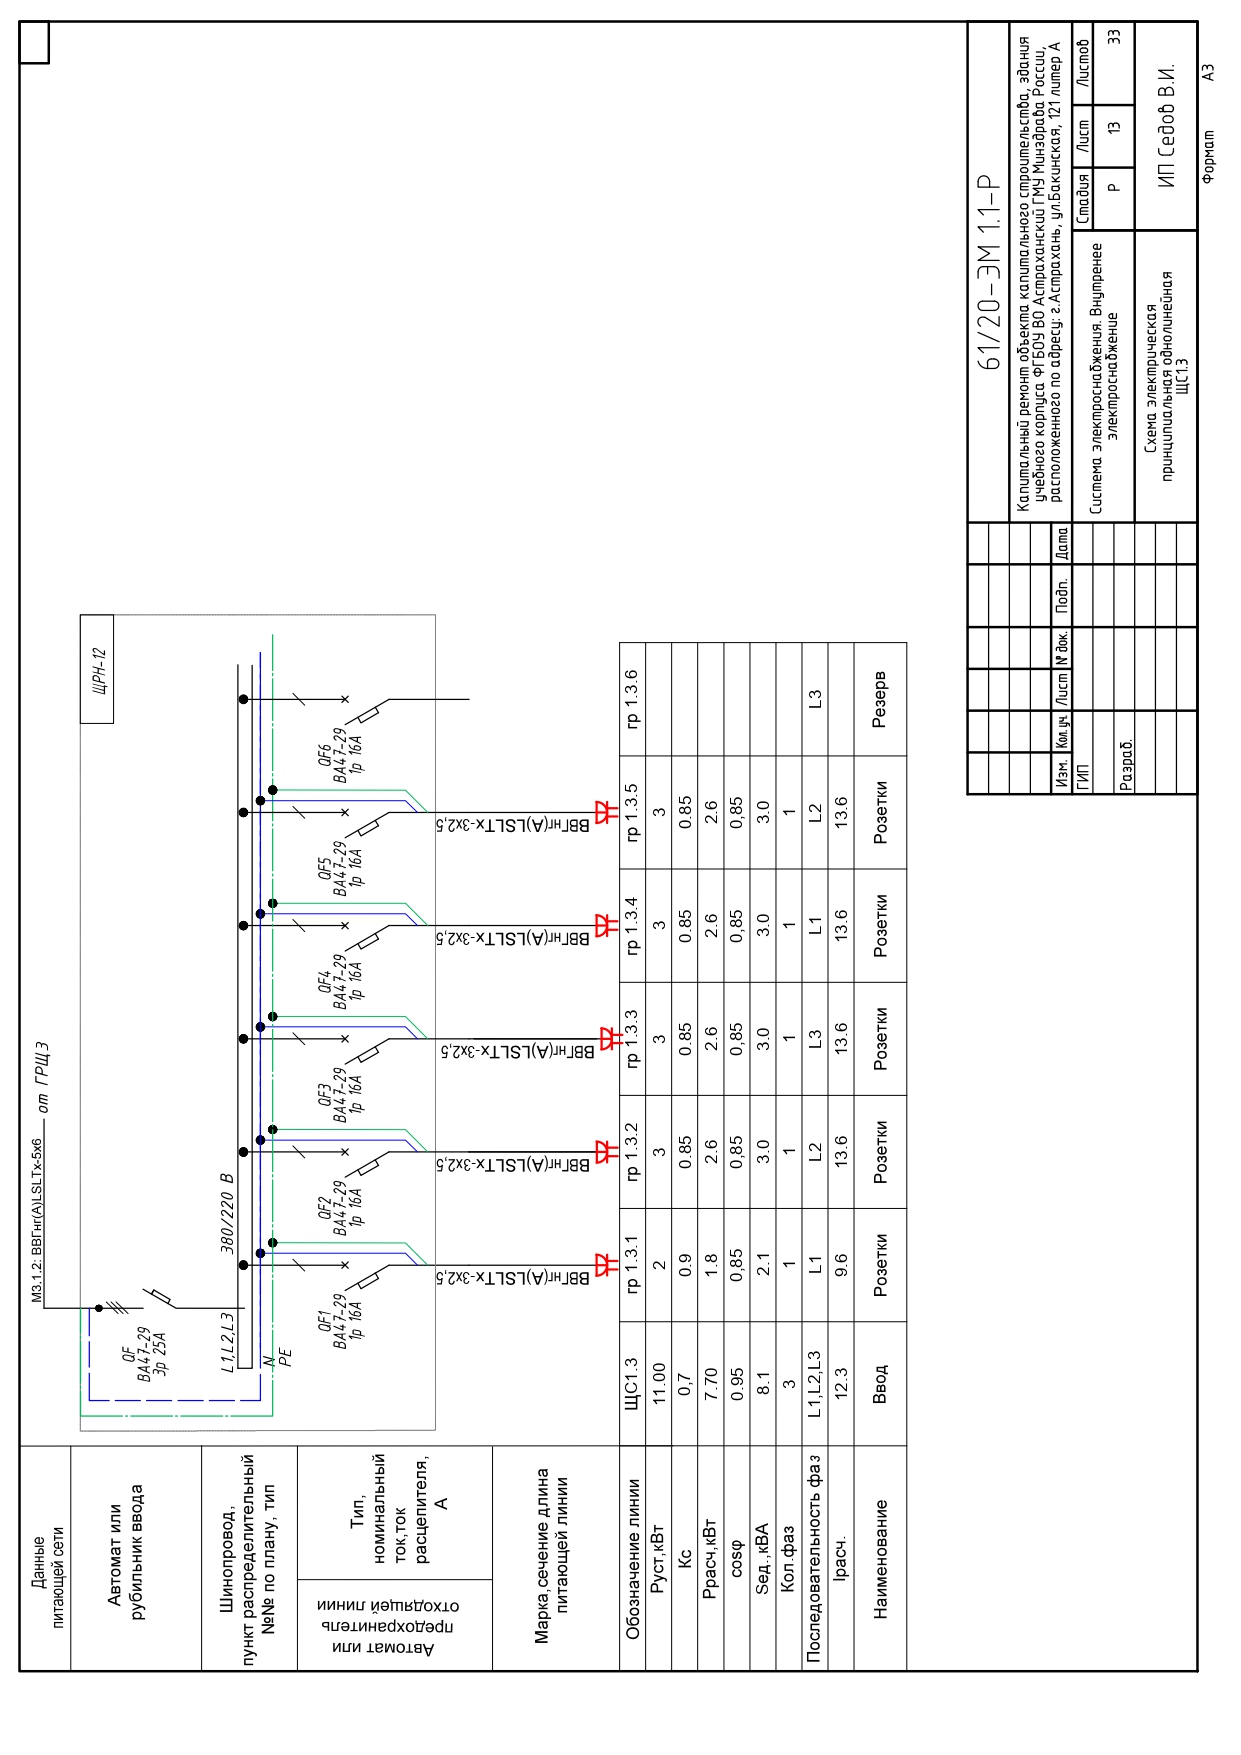 Данные
питающей сети
М3.1.2: ВВГнг(А)LSLTx-5х6
от ГРЩ3
Автомат или
рубильник ввода
QF
ВА47-29
3р 25А
ЩРН-12
Шинопровод,
пункт распределительный
№№ по плану, тип
L1,L2,L3
380/220 В
N
PE
Автомат или
предохранитель
отходящей линии
Тип,
номинальный
ток,ток
расцепителя,
А
QF1
ВА47-29
1р 16А
QF2
ВА47-29
1р 16А
QF3
ВА47-29
1р 16А
QF4
ВА47-29
1р 16А
QF5
ВА47-29
1р 16А
QF6
ВА47-29
1р 16А
Марка,сечение длина
питающей линии
ВВГнг(А)LSLTx-3х2,5
ВВГнг(А)LSLTx-3х2,5
ВВГнг(А)LSLTx-3х2,5
ВВГнг(А)LSLTx-3х2,5
ВВГнг(А)LSLTx-3х2,5
Обозначение линии ЩС1.3 гр 1.3.1 гр 1.3.2 гр 1.3.3 гр 1.3.4 гр 1.3.5 гр 1.3.6
Руст,кВт 11.00 2 3 3 3 3
Кс 0,7 0.9 0.85 0.85 0.85 0.85
Ррасч,кВт 7.70 1.8 2.6 2.6 2.6 2.6
cosφ 0.95 0,85 0,85 0,85 0,85 0,85
Sед.,кВА 8.1 2.1 3.0 3.0 3.0 3.0
Кол.фаз 3 1 1 1 1 1
Последовательность фаз L1,L2,L3 L1 L2 L3 L1 L2 L3
Iрасч. 12.3 9.6 13.6 13.6 13.6 13.6
Наименование Ввод Розетки Розетки Розетки Розетки Розетки Резерв
61/20-ЭМ 1.1-Р
Капитальный ремонт объекта капитального строительства, здания
учебного корпуса ФГБОУ ВО Астраханский ГМУ Минздрава России,
расположенного по адресу: г.Астрахань, ул.Бакинская, 121 литер А
Изм. Кол.уч. Лист № док. Подп. Дата
ГИП
Разраб.
Система электроснабжения. Внутренее
электроснабжение
Стадия Лист Листов
Р 13 33
Схема электрическая
принципиальная однолинейная
ЩС1.3
ИП Седов В.И.
Формат А3